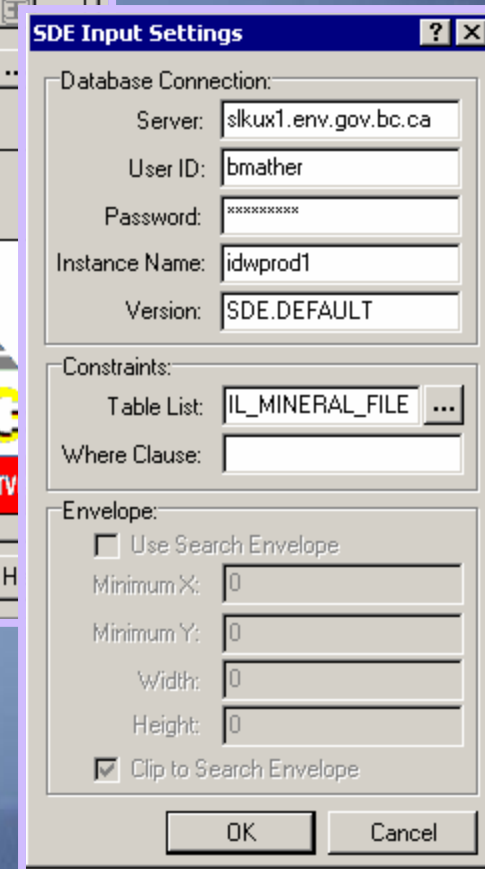 SDE Input Settings
Database Connection:
Server: slkux1.env.gov.bc.ca
User ID: bmather
Password: *********
Instance Name: idwprod1
Version: SDE.DEFAULT
Constraints:
Table List: IL_MINERAL_FILE ...
Where Clause:
Envelope:
Use Search Envelope
Minimum X: 0
Minimum Y: 0
Width: 0
Height: 0
Clip to Search Envelope
OK Cancel